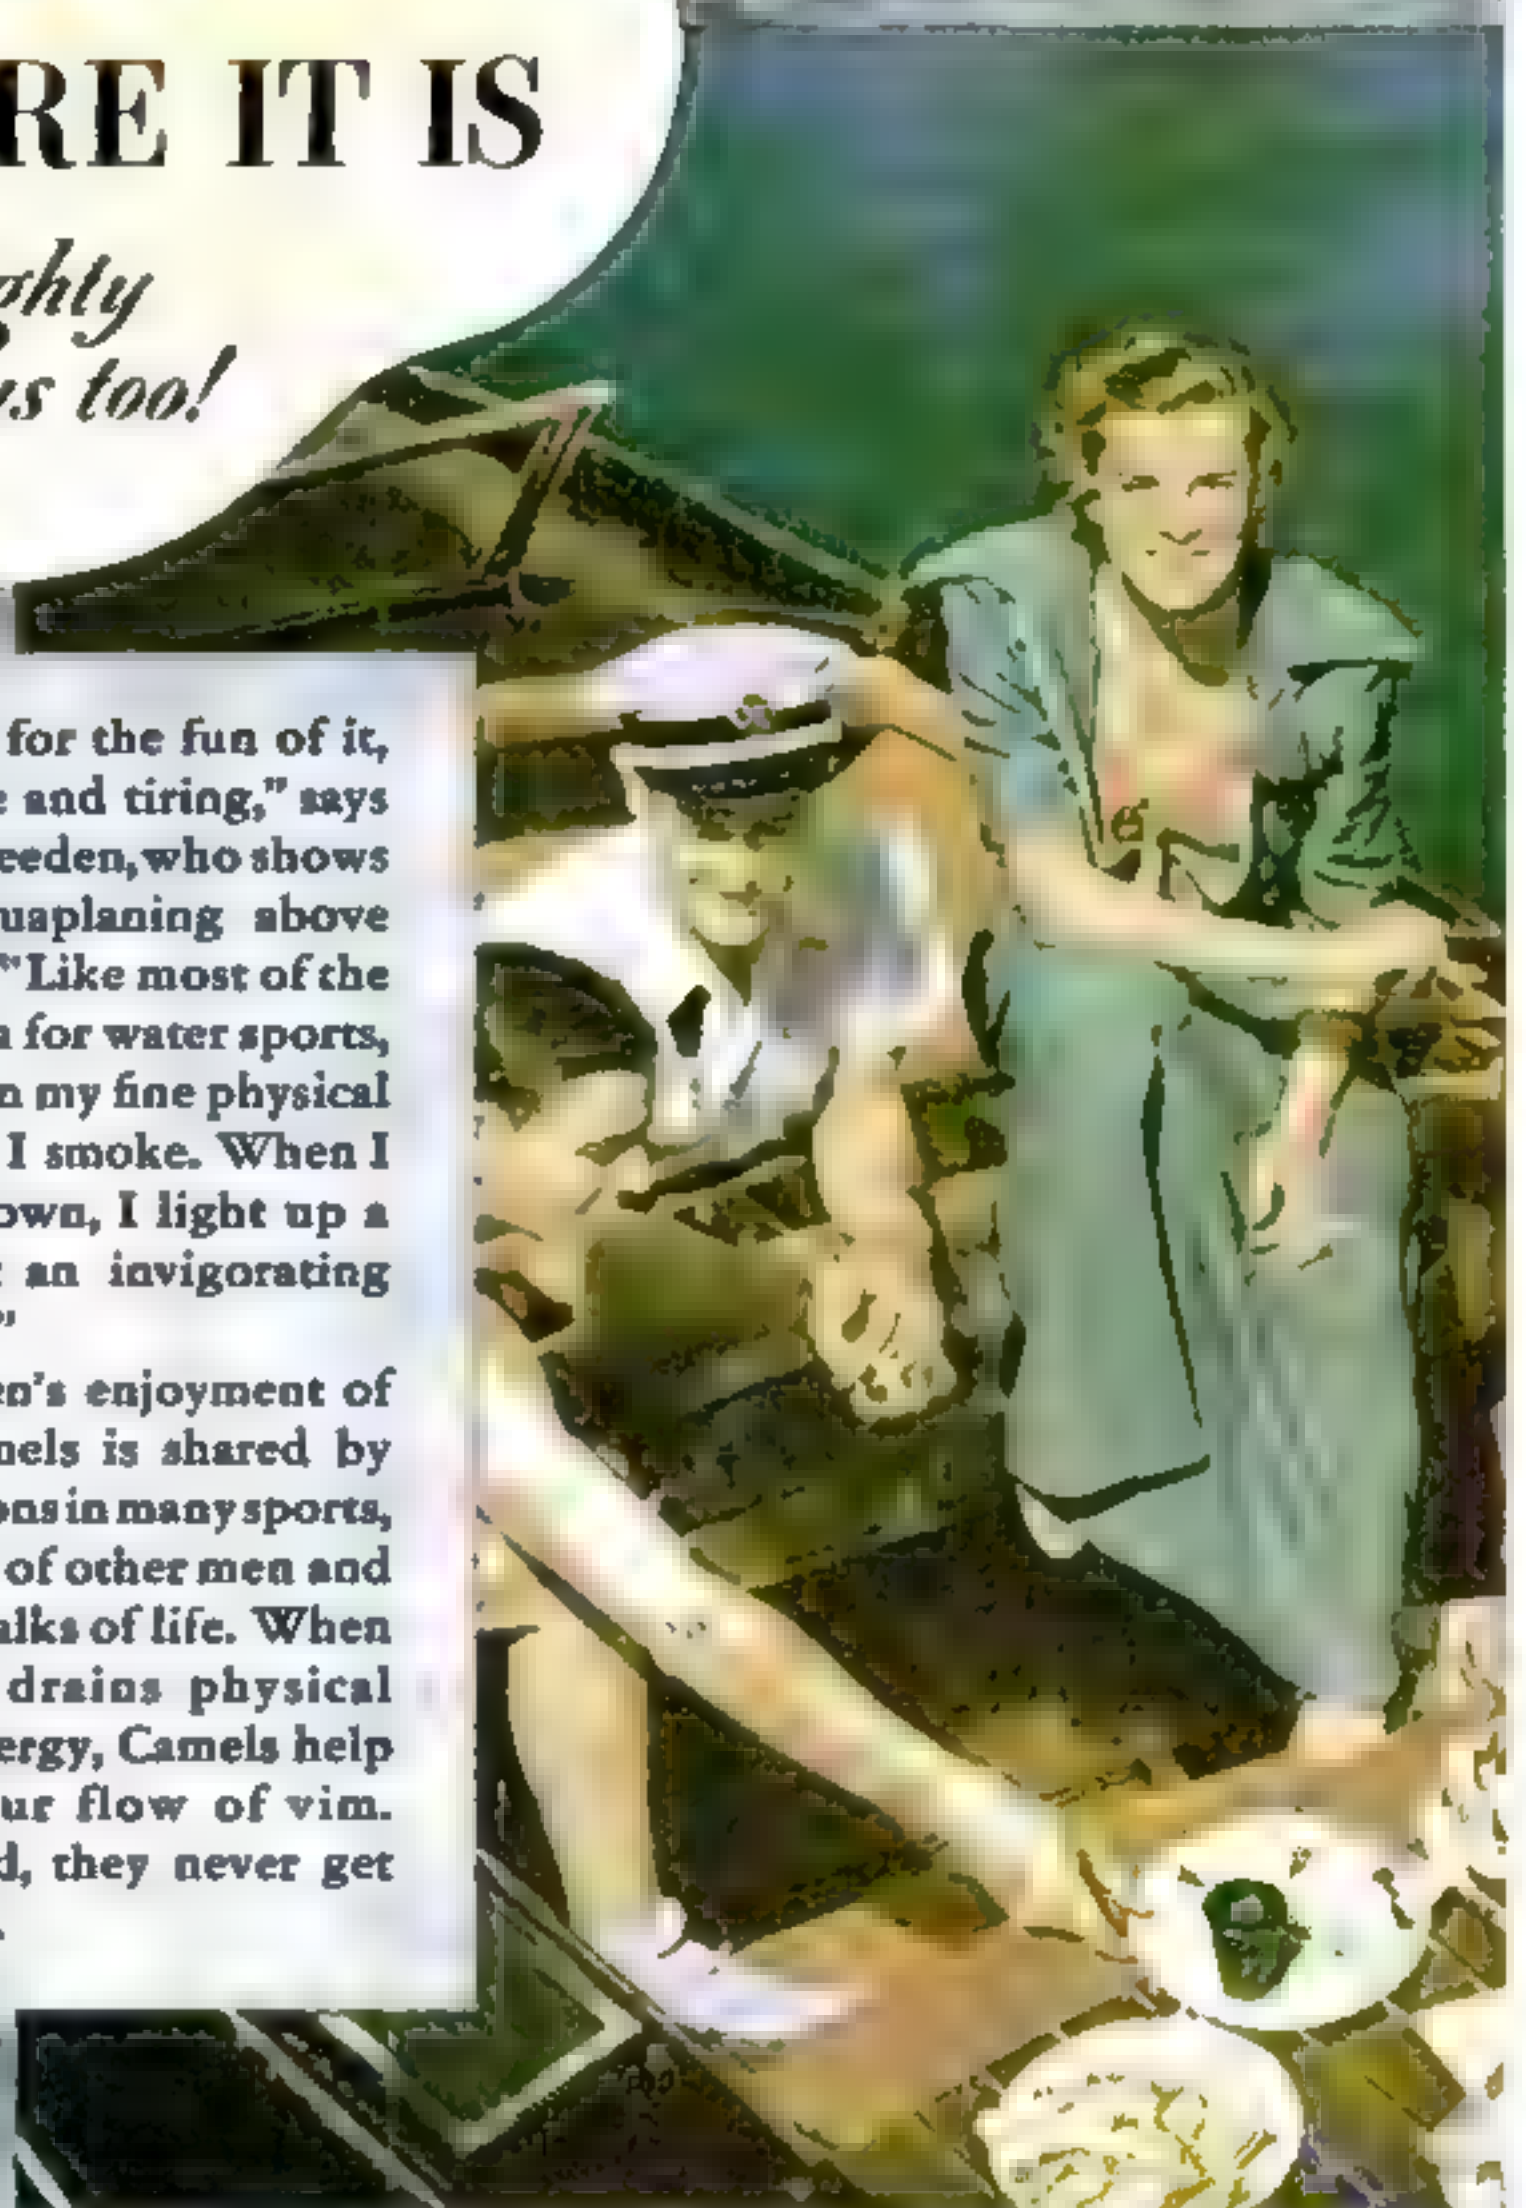 RE IT IS
ghty
ys too!
for the fun of it,
e and tiring,” says
eeden, who shows
uaplaning above
“Like most of the
n for water sports,
n my fine physical
I smoke. When I
own, I light up a
t an invigorating
”
en’s enjoyment of
mels is shared by
ons in many sports,
of other men and
alks of life. When
drains physical
ergy, Camels help
ur flow of vim.
d, they never get
.